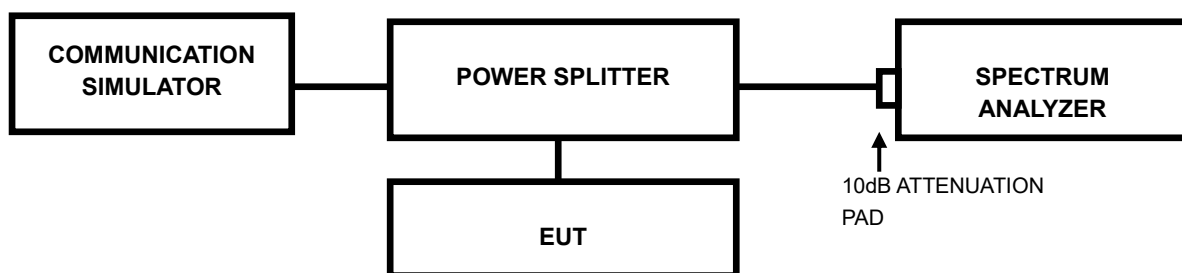 COMMUNICATION
SIMULATOR
POWER SPLITTER
SPECTRUM
ANALYZER
10dB ATTENUATION
PAD
EUT